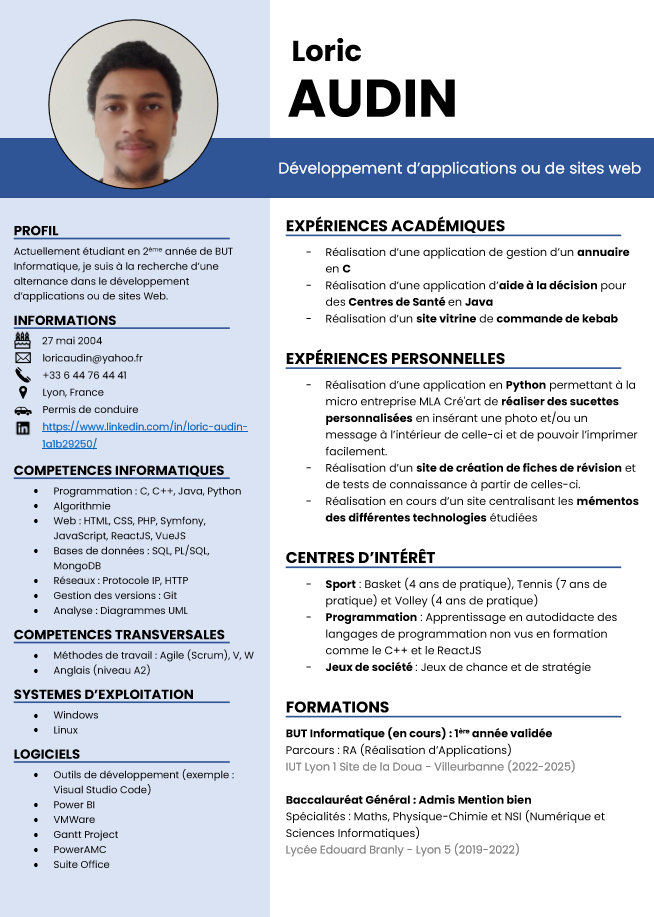 Loric
AUDIN
Développement d'applications ou de sites web
PROFIL
Actuellement étudiant en 2ème année de BUT
Informatique, je suis à la recherche d'une
alternance dans le développement
d'applications ou de sites Web.
INFORMATIONS
27 mai 2004
loricaudin@yahoo.fr
+33 6 44 76 44 41
Lyon, France
Permis de conduire
https://www.linkedin.com/in/loric-audin-
1a1b29250/
COMPETENCES INFORMATIQUES
• Programmation : C, C++, Java, Python
• Algorithmie
• Web : HTML, CSS, PHP, Symfony,
JavaScript, ReactJS, VueJS
• Bases de données : SQL, PL/SQL,
MongoDB
• Réseaux : Protocole IP, HTTP
• Gestion des versions : Git
• Analyse : Diagrammes UML
COMPETENCES TRANSVERSALES
• Méthodes de travail : Agile (Scrum), V, W
• Anglais (niveau A2)
SYSTEMES D'EXPLOITATION
• Windows
• Linux
LOGICIELS
• Outils de développement (exemple :
Visual Studio Code)
• Power BI
• VMWare
• Gantt Project
• PowerAMC
• Suite Office
EXPÉRIENCES ACADÉMIQUES
- Réalisation d'une application de gestion d'un annuaire
en C
- Réalisation d'une application d'aide à la décision pour
des Centres de Santé en Java
- Réalisation d'un site vitrine de commande de kebab
EXPÉRIENCES PERSONNELLES
- Réalisation d'une application en Python permettant à la
micro entreprise MLA Cré'art de réaliser des sucettes
personnalisées en insérant une photo et/ou un
message à l'intérieur de celle-ci et de pouvoir l'imprimer
facilement.
- Réalisation d'un site de création de fiches de révision et
de tests de connaissance à partir de celles-ci.
- Réalisation en cours d'un site centralisant les mémentos
des différentes technologies étudiées
CENTRES D'INTÉRÊT
- Sport : Basket (4 ans de pratique), Tennis (7 ans de
pratique) et Volley (4 ans de pratique)
- Programmation : Apprentissage en autodidacte des
langages de programmation non vus en formation
comme le C++ et le ReactJS
- Jeux de société : Jeux de chance et de stratégie
FORMATIONS
BUT Informatique (en cours) : 1ère année validée
Parcours : RA (Réalisation d'Applications)
IUT Lyon 1 Site de la Doua - Villeurbanne (2022-2025)
Baccalauréat Général : Admis Mention bien
Spécialités : Maths, Physique-Chimie et NSI (Numérique et
Sciences Informatiques)
Lycée Edouard Branly - Lyon 5 (2019-2022)